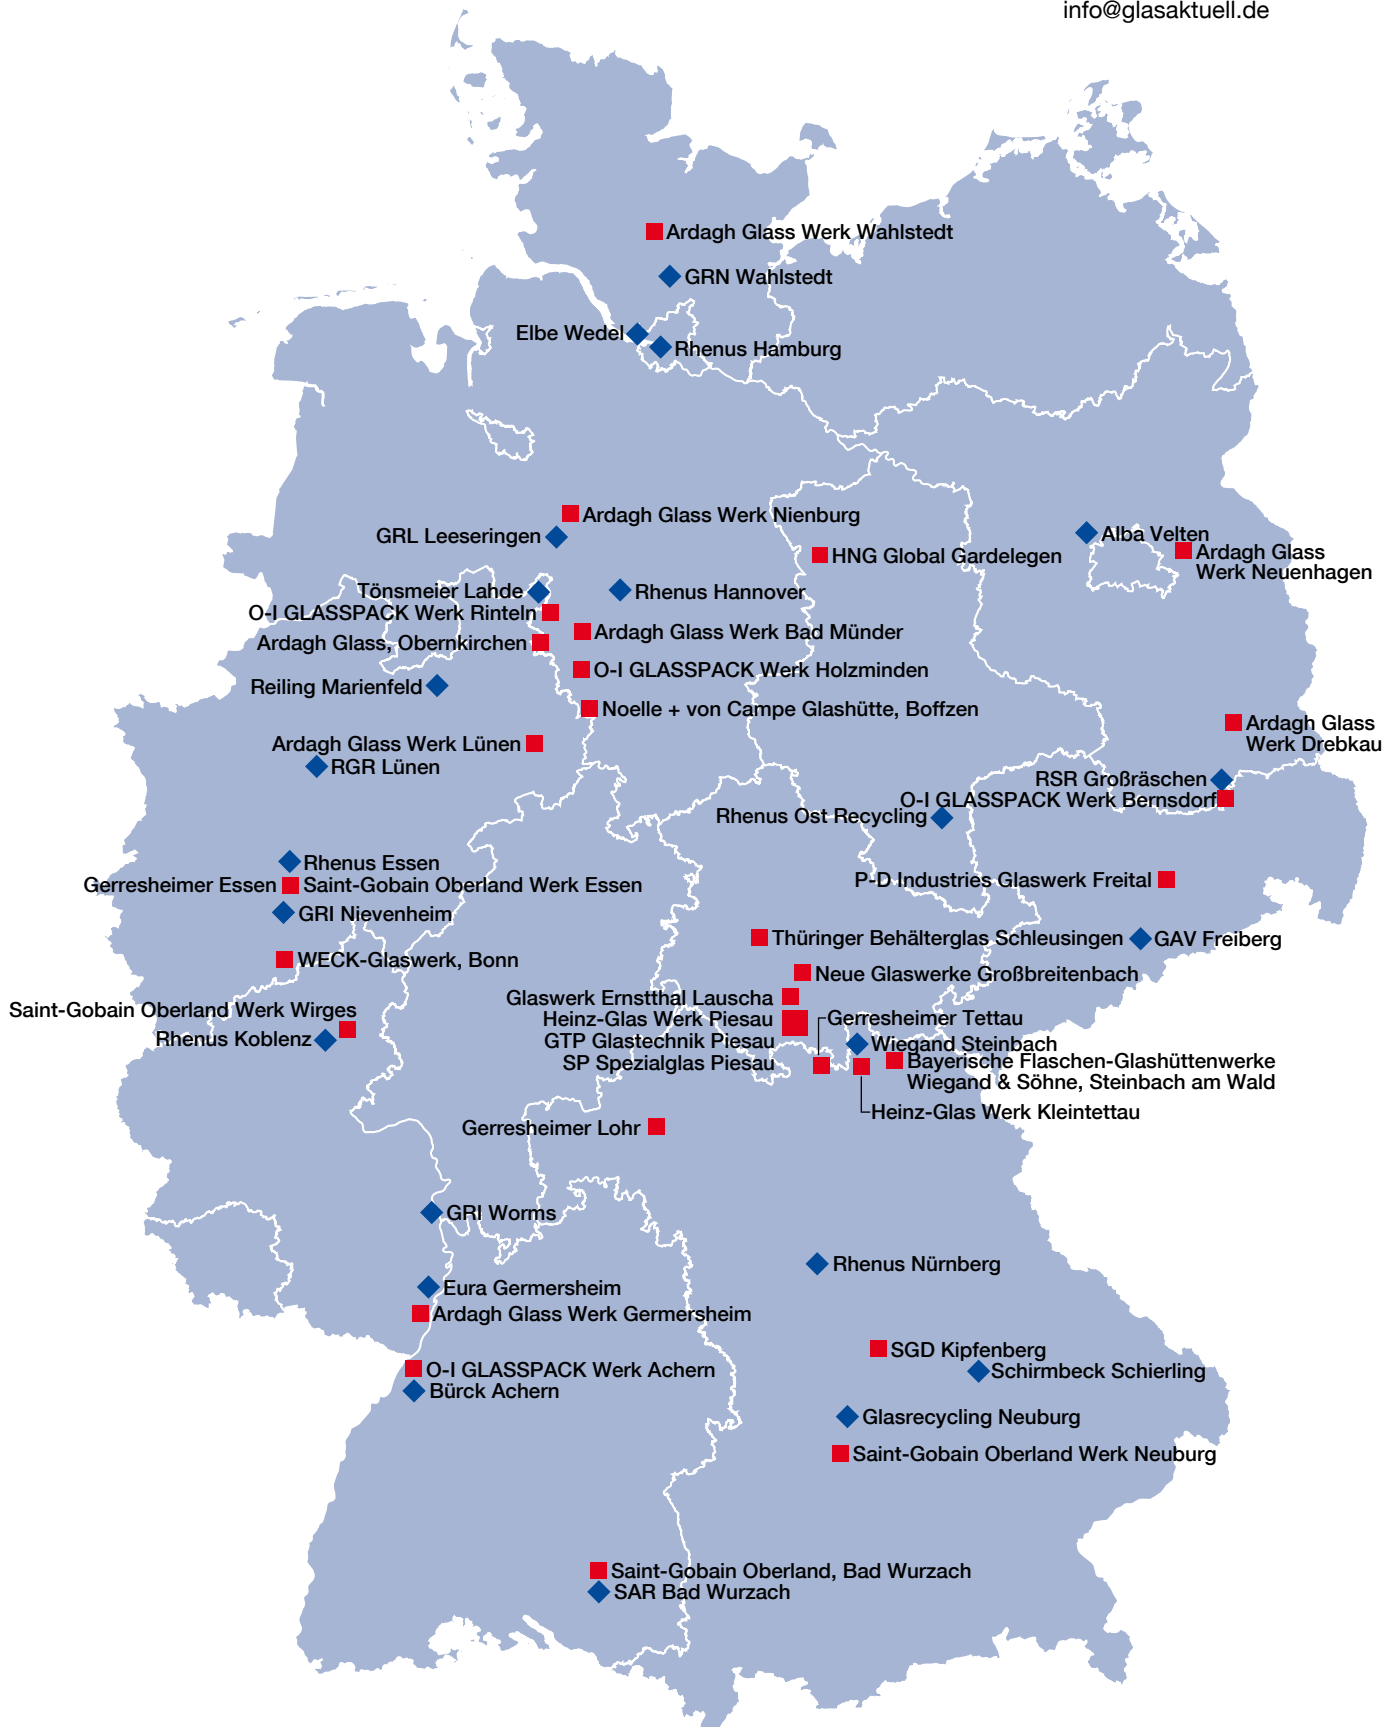 info@glasaktuell.de
Ardagh Glass Werk Wahlstedt
GRN Wahlstedt
Elbe Wedel
Rhenus Hamburg
Ardagh Glass Werk Nienburg
GRL Leeseringen
Alba Velten
HNG Global Gardelegen
Ardagh Glass
Werk Neuenhagen
Tönsmeier Lahde
Rhenus Hannover
O-I GLASSPACK Werk Rinteln
Ardagh Glass Werk Bad Münder
Ardagh Glass, Obernkirchen
O-I GLASSPACK Werk Holzminden
Reiling Marienfeld
Noelle + von Campe Glashütte, Boffzen
Ardagh Glass
Werk Drebkau
Ardagh Glass Werk Lünen
RGR Lünen
RSR Großräschen
O-I GLASSPACK Werk Bernsdorf
Rhenus Ost Recycling
Rhenus Essen
Gerresheimer Essen
Saint-Gobain Oberland Werk Essen
P-D Industries Glaswerk Freital
GRI Nievenheim
Thüringer Behälterglas Schleusingen
GAV Freiberg
WECK-Glaswerk, Bonn
Neue Glaswerke Großbreitenbach
Glaswerk Ernstthal Lauscha
Saint-Gobain Oberland Werk Wirges
Heinz-Glas Werk Piesau
Gerresheimer Tettau
Rhenus Koblenz
GTP Glastechnik Piesau
Wiegand Steinbach
SP Spezialglas Piesau
Bayerische Flaschen-Glashüttenwerke
Wiegand & Söhne, Steinbach am Wald
Heinz-Glas Werk Kleintettau
Gerresheimer Lohr
GRI Worms
Rhenus Nürnberg
Eura Germersheim
Ardagh Glass Werk Germersheim
SGD Kipfenberg
O-I GLASSPACK Werk Achern
Schirmbeck Schierling
Bürck Achern
Glasrecycling Neuburg
Saint-Gobain Oberland Werk Neuburg
Saint-Gobain Oberland, Bad Wurzach
SAR Bad Wurzach